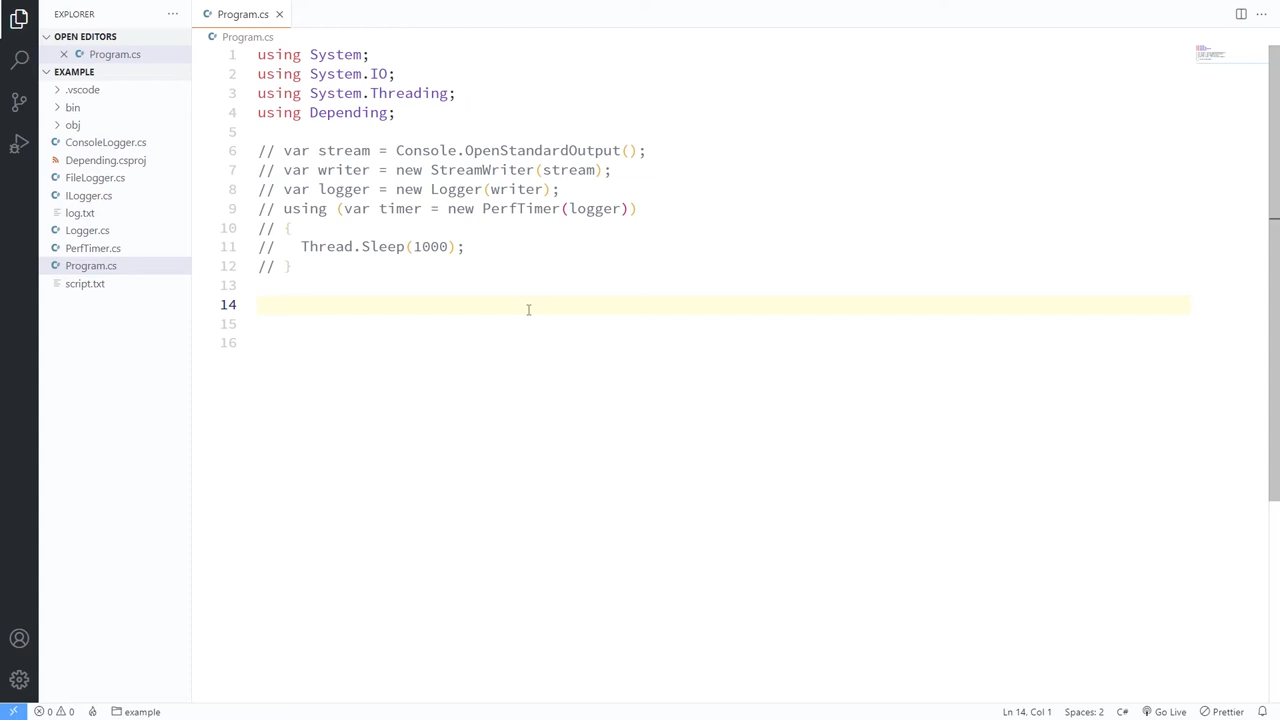 EXPLORER
Program.cs
OPEN EDITORS
Program.cs
Program.cs
EXAMPLE
.vscode
bin
obj
ConsoleLogger.cs
Depending.csproj
FileLogger.cs
ILogger.cs
log.txt
Logger.cs
PerfTimer.cs
Program.cs
script.txt
1 using System;
2 using System.IO;
3 using System.Threading;
4 using Depending;
5
6 // var stream = Console.OpenStandardOutput();
7 // var writer = new StreamWriter(stream);
8 // var logger = new Logger(writer);
9 // using (var timer = new PerfTimer(logger))
10 // {
11 //   Thread.Sleep(1000);
12 // }
13
14
15
16
0 0 example Ln 14, Col 1 Spaces: 2 C# Go Live Prettier